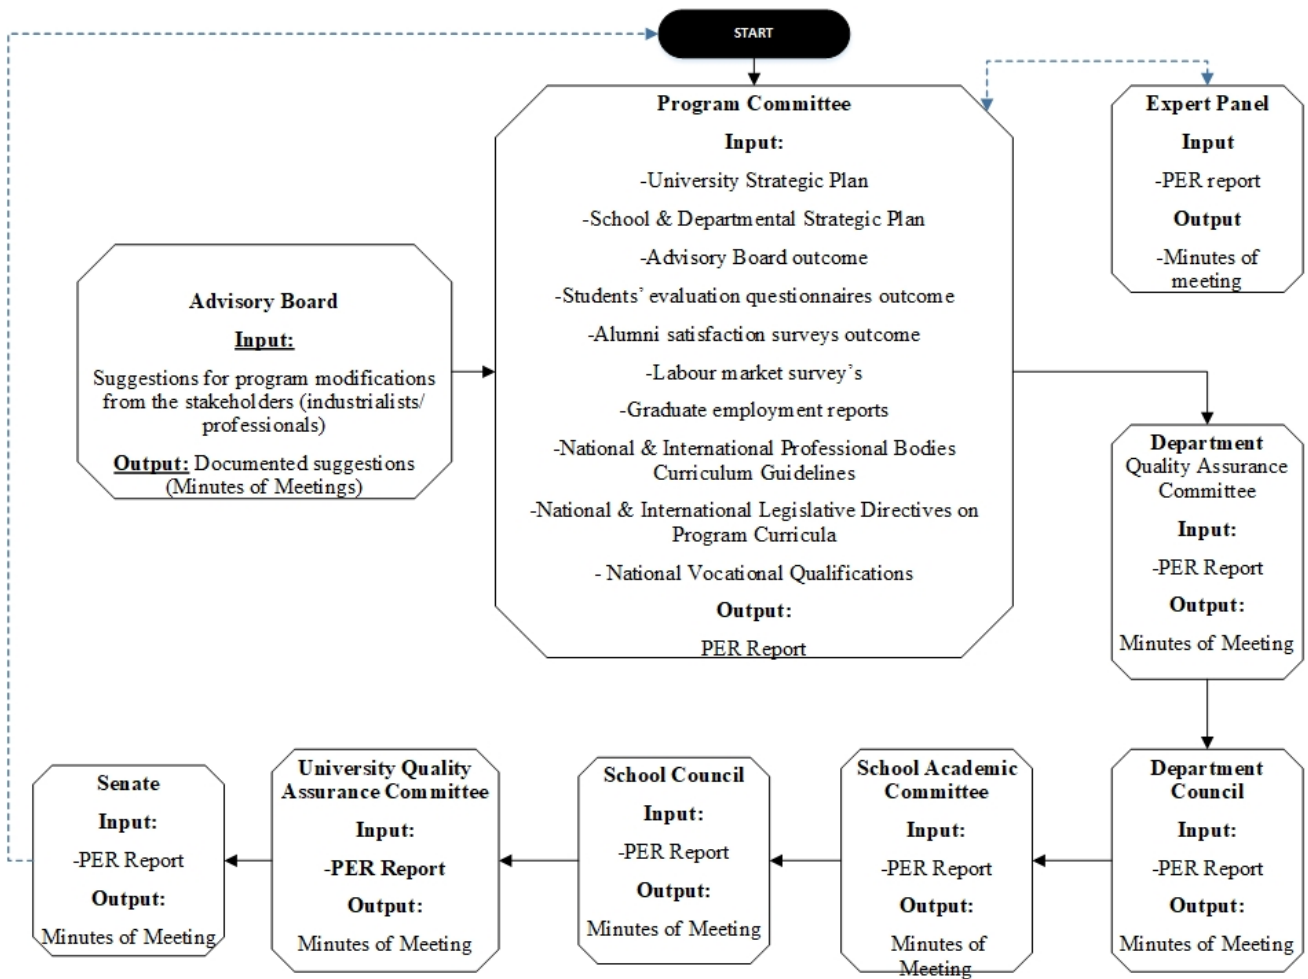 START
Program Committee
Input:
-University Strategic Plan
-School & Departmental Strategic Plan
-Advisory Board outcome
-Students’ evaluation questionnaires outcome
-Alumni satisfaction surveys outcome
-Labour market survey’s
-Graduate employment reports
-National & International Professional Bodies
Curriculum Guidelines
-National & International Legislative Directives on
Program Curricula
- National Vocational Qualifications
Output:
PER Report
Expert Panel
Input
-PER report
Output
-Minutes of
meeting
Advisory Board
Input:
Suggestions for program modifications
from the stakeholders (industrialists/
professionals)
Output: Documented suggestions
(Minutes of Meetings)
Department
Quality Assurance
Committee
Input:
-PER Report
Output:
Minutes of Meeting
Department
Council
Input:
-PER Report
Output:
Minutes of Meeting
School Academic
Committee
Input:
-PER Report
Output:
Minutes of
Meeting
School Council
Input:
-PER Report
Output:
Minutes of Meeting
University Quality
Assurance Committee
Input:
-PER Report
Output:
Minutes of Meeting
Senate
Input:
-PER Report
Output:
Minutes of Meeting